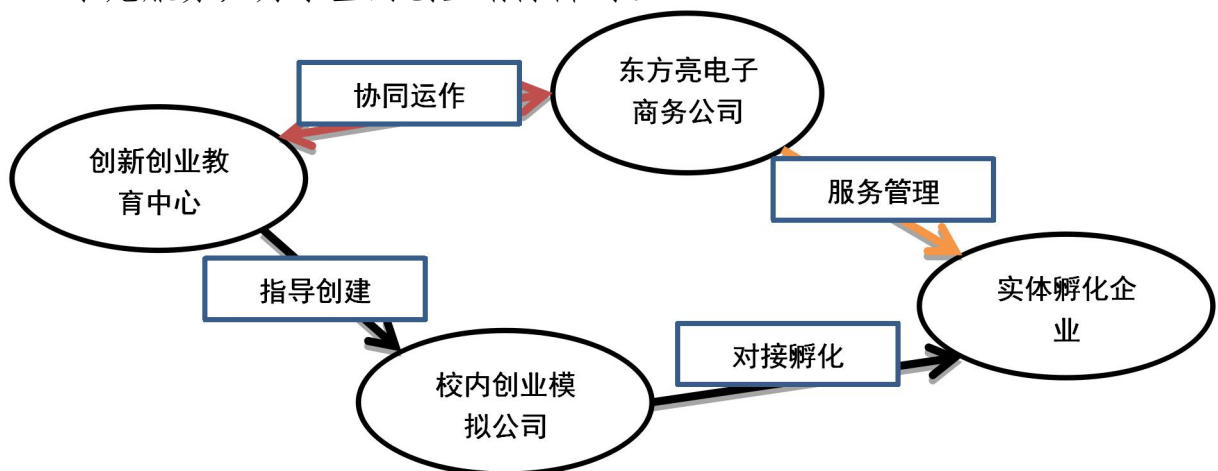 东方亮电子
商务公司
协同运作
创新创业教
育中心
服务管理
指导创建
实体孵化企
业
对接孵化
校内创业模
拟公司